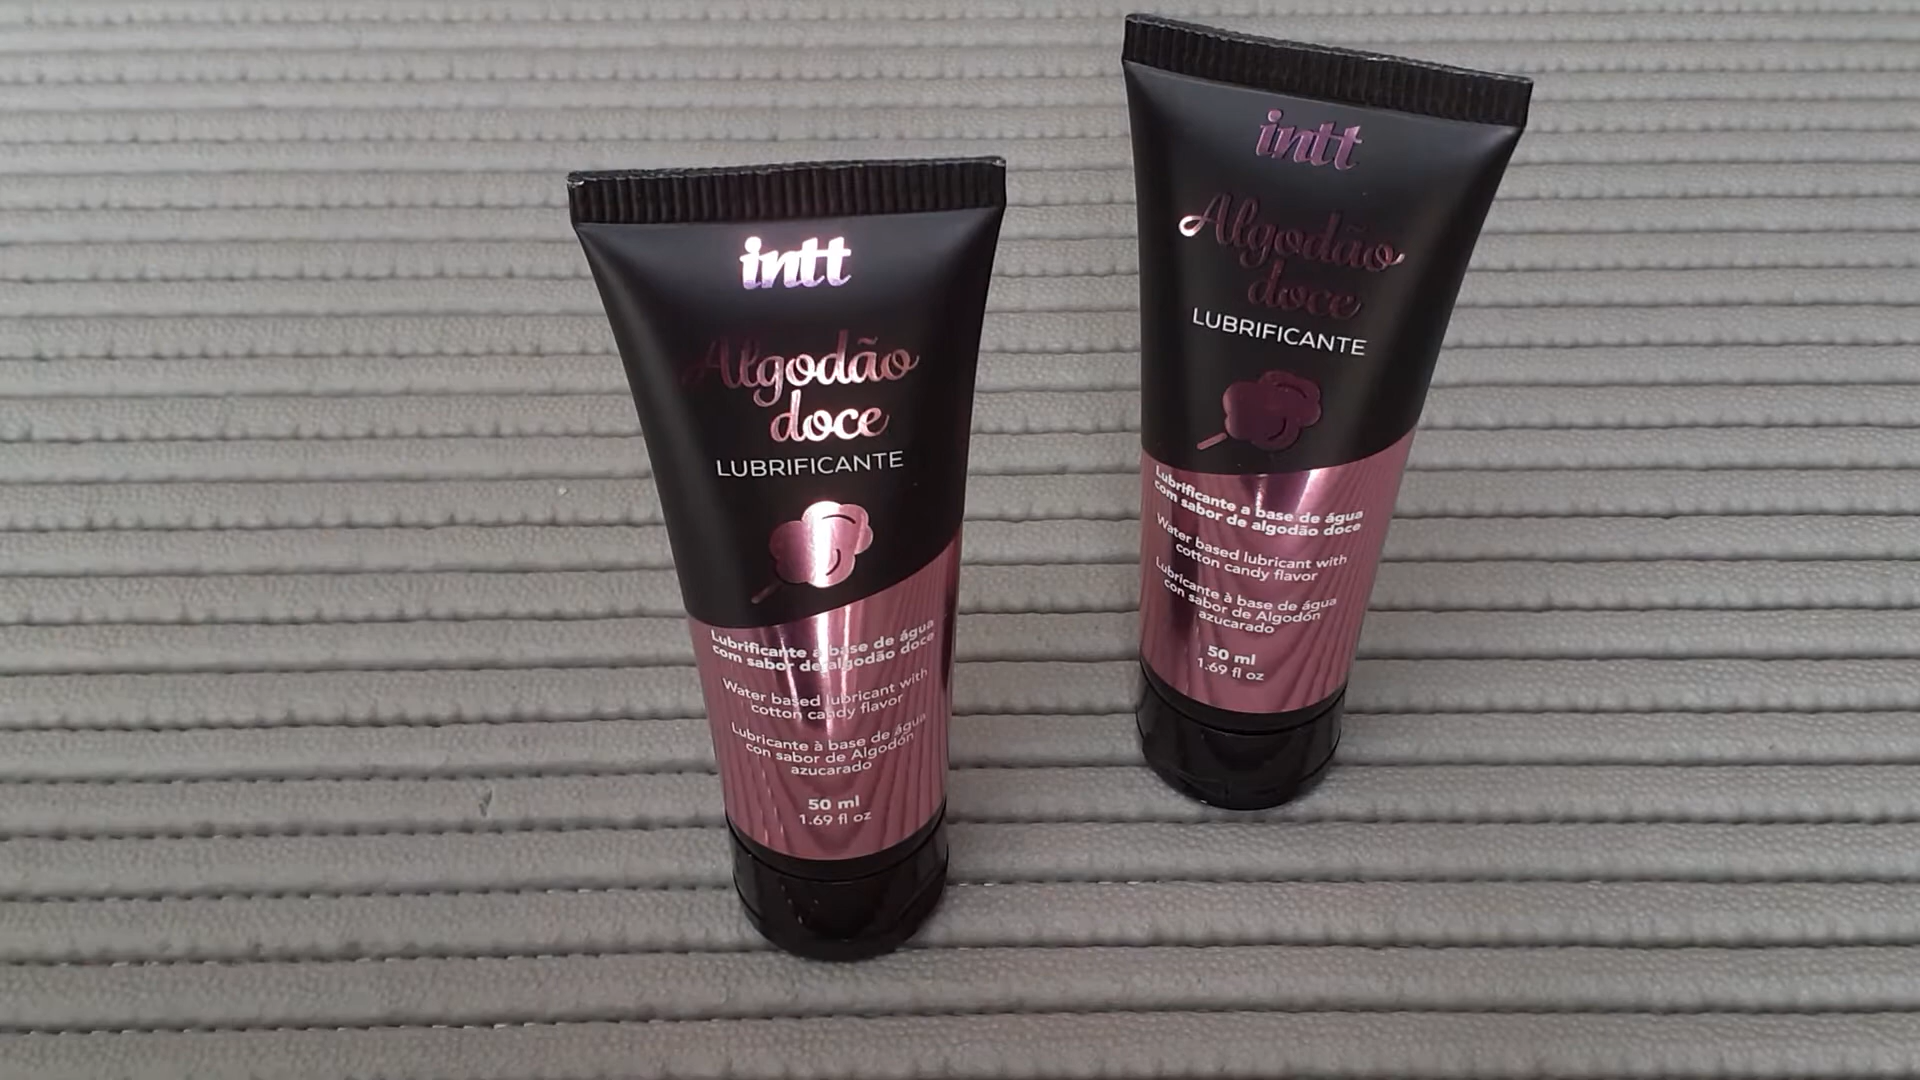 intt
Algodão
doce
LUBRIFICANTE
Lubrificante a base de água
com sabor de algodão doce
Water based lubricant with
cotton candy flavor
Lubricante à base de água
con sabor de Algodón
azucarado
50 ml
1.69 fl oz
intt
Algodão
doce
LUBRIFICANTE
Lubrificante a base de água
com sabor de algodão doce
Water based lubricant with
cotton candy flavor
Lubricante à base de água
con sabor de Algodón
azucarado
50 ml
1.69 fl oz